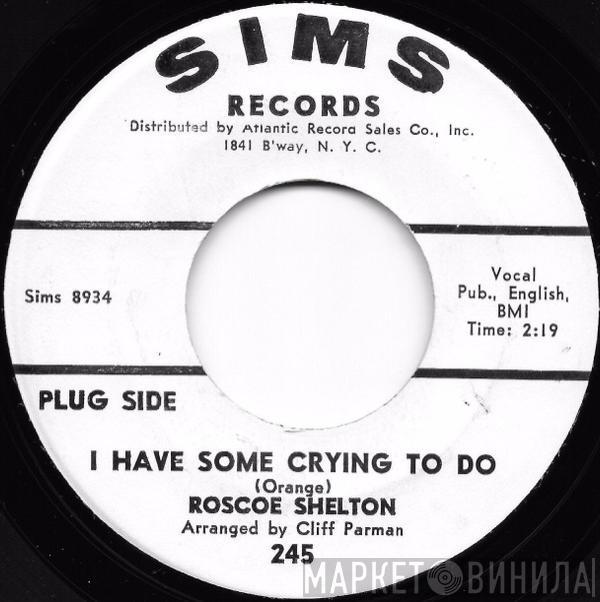 SIMS
RECORDS
Distributed by Atlantic Record Sales Co., Inc.
1841 B'way, N. Y. C.
Sims 8934
Vocal
Pub., English,
BMI
Time: 2:19
PLUG SIDE
I HAVE SOME CRYING TO DO
(Orange)
ROSCOE SHELTON
Arranged by Cliff Parman
245
МАРКЕТ ВИНИЛА